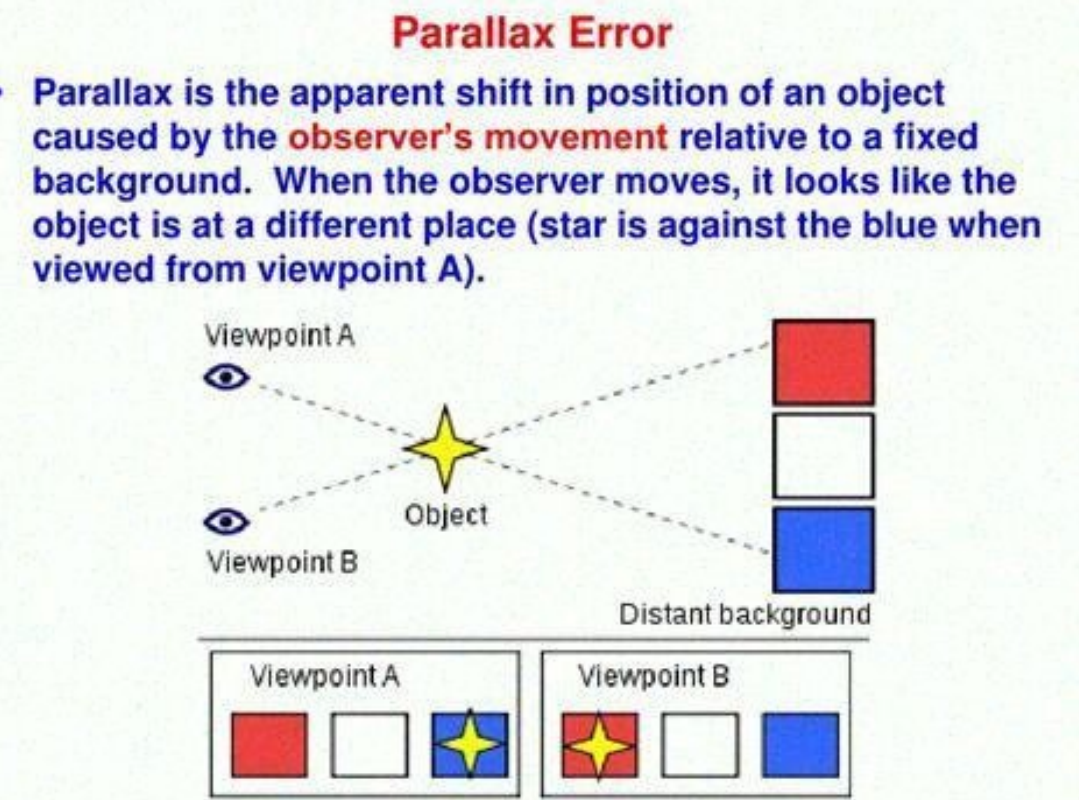 Parallax Error
• Parallax is the apparent shift in position of an object
caused by the observer's movement relative to a fixed
background. When the observer moves, it looks like the
object is at a different place (star is against the blue when
viewed from viewpoint A).
Viewpoint A
Object
Viewpoint B
Distant background
Viewpoint A
Viewpoint B